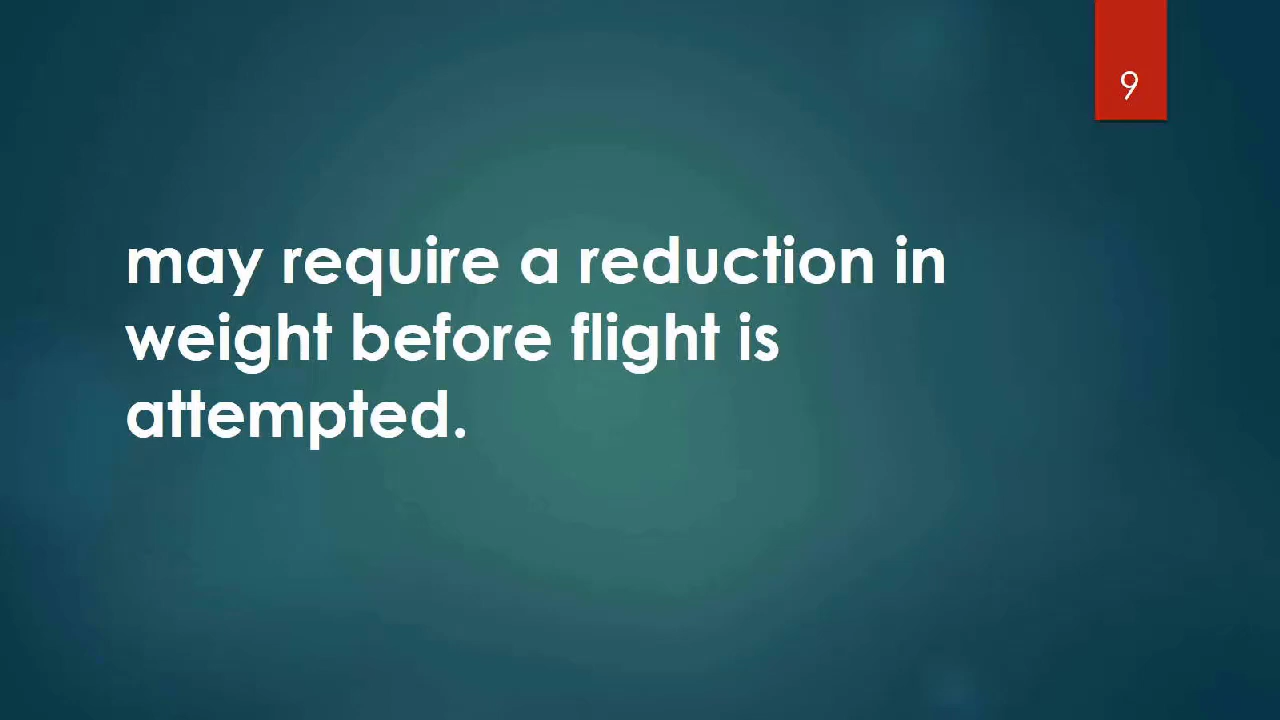 9
may require a reduction in
weight before flight is
attempted.